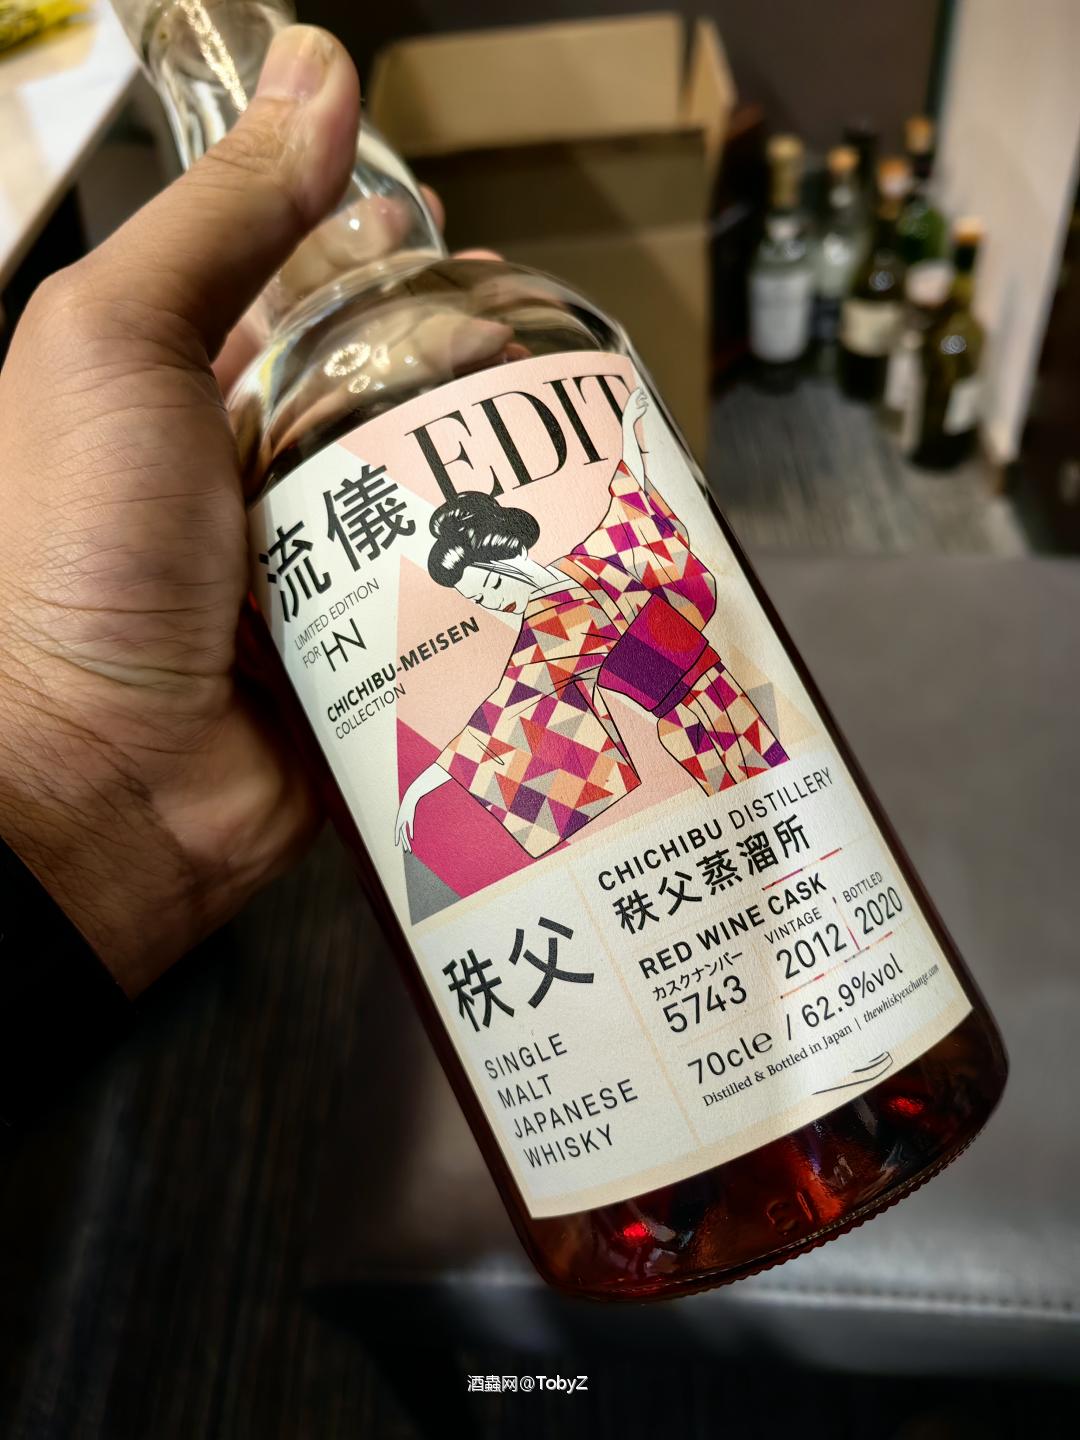 EDIT
流儀
LIMITED EDITION
FOR HN
CHICHIBU-MEISEN
COLLECTION
CHICHIBU DISTILLERY
秩父蒸溜所
RED WINE CASK
カスクナンバー
5743
VINTAGE
2012
BOTTLED
2020
70cle / 62.9%vol
Distilled & Bottled in Japan | thewhiskyexchange.com
秩父
SINGLE
MALT
JAPANESE
WHISKY
酒蟲网@TobyZ